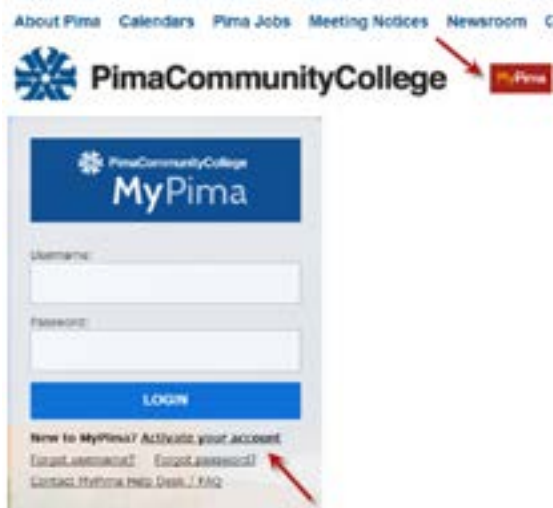 About Pima Calendars Pima Jobs Meeting Notices Newsroom
PimaCommunityCollege
MyPima
PimaCommunityCollege
MyPima
Username:
Password:
LOGIN
New to MyPima? Activate your account
Forgot username? Forgot password?
Contact MyPima Help Desk / FAQ